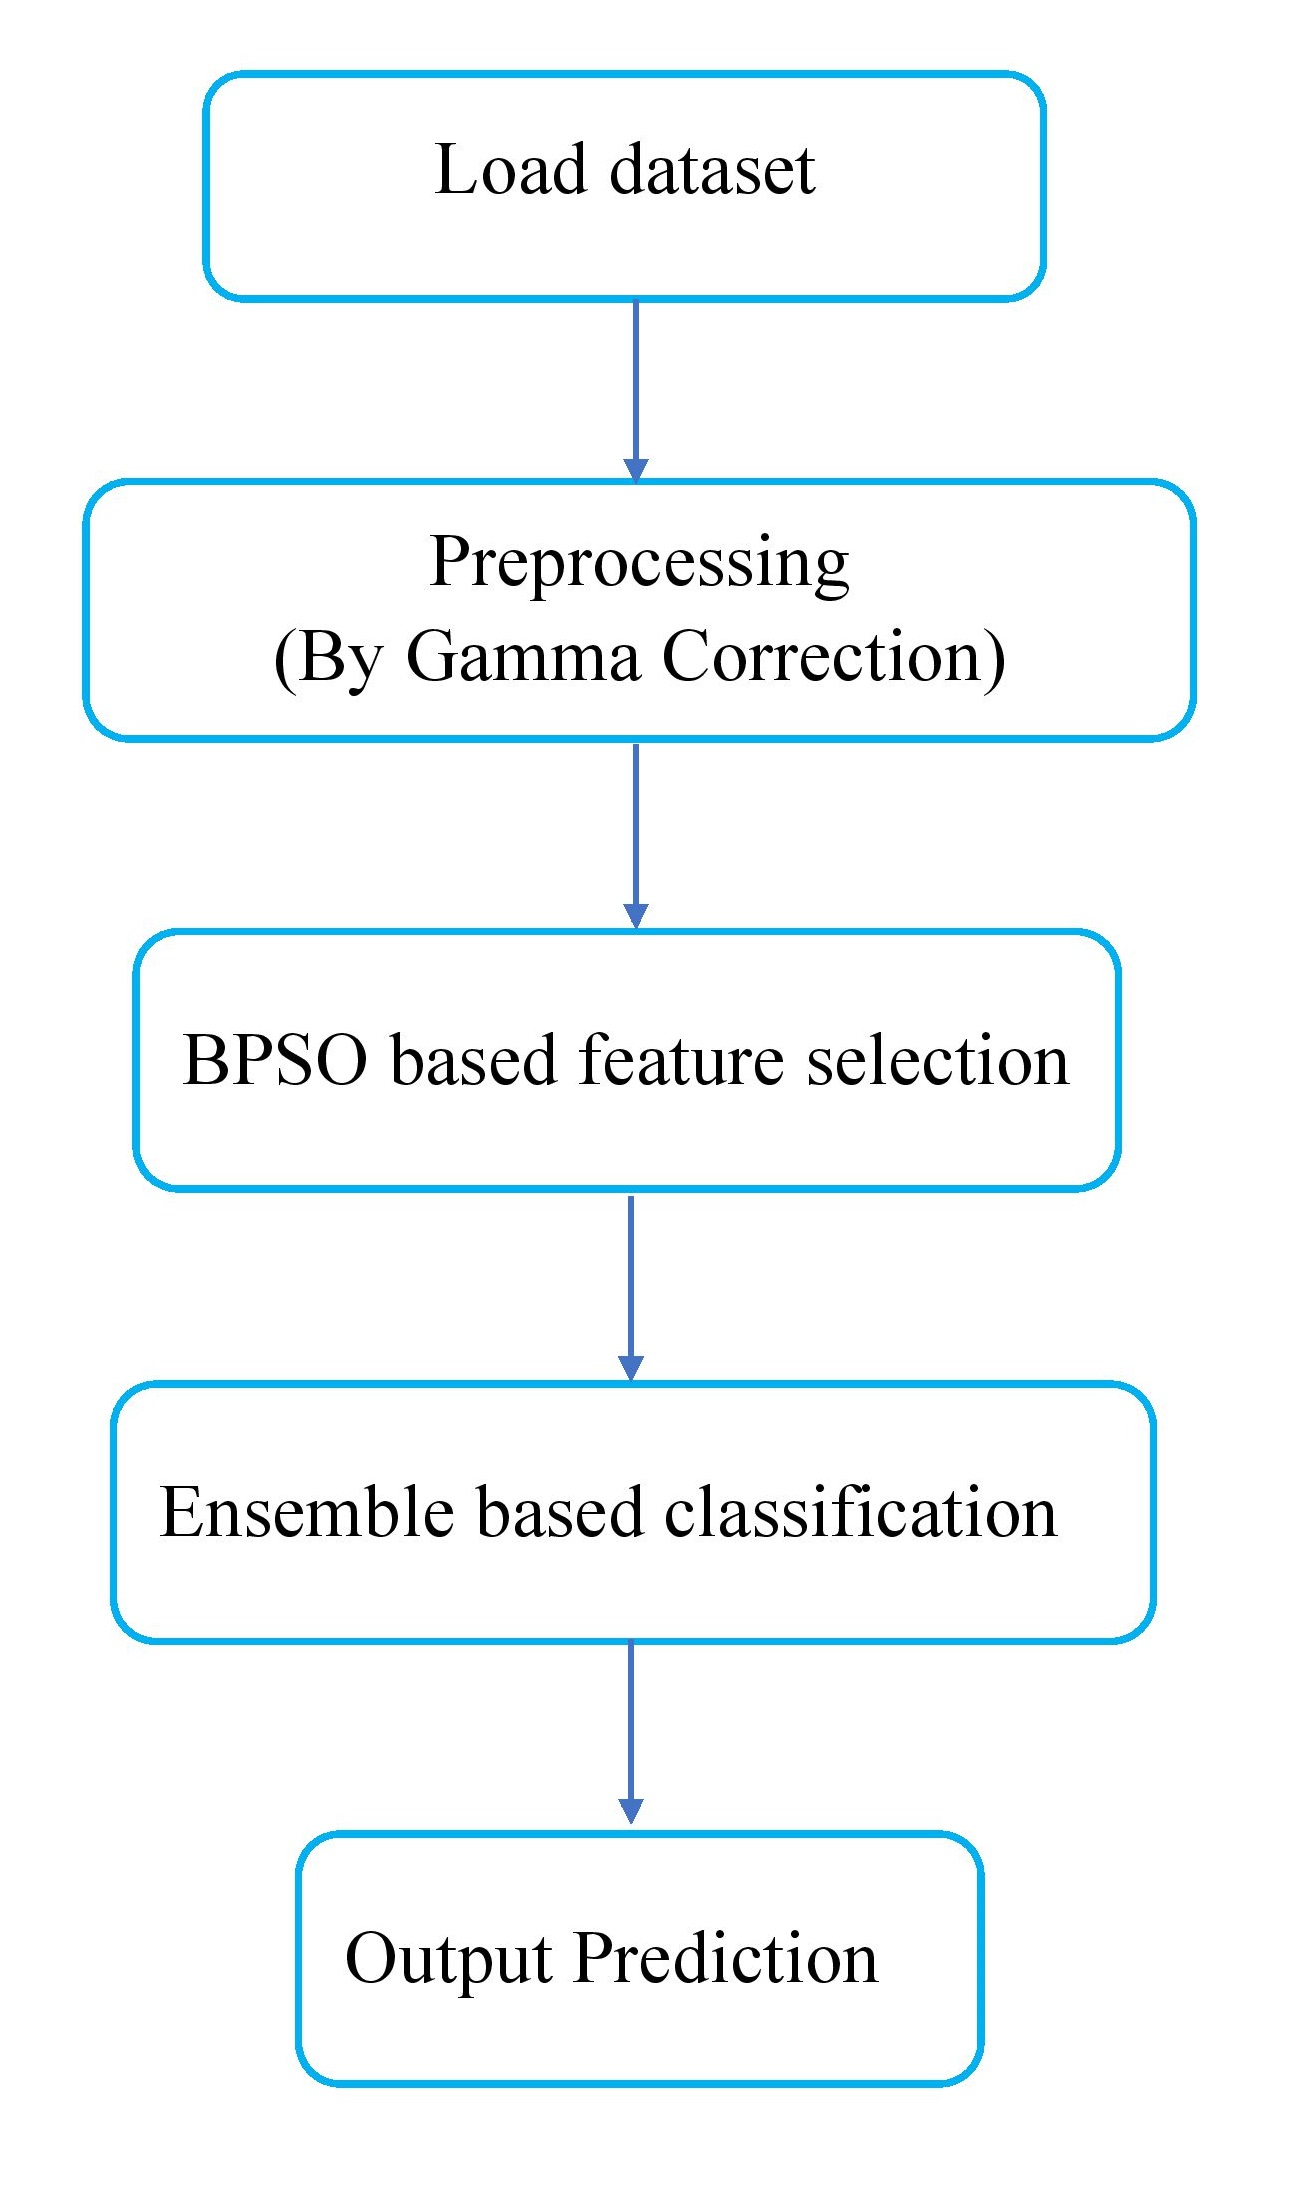 Load dataset
Preprocessing
(By Gamma Correction)
BPSO based feature selection
Ensemble based classification
Output Prediction